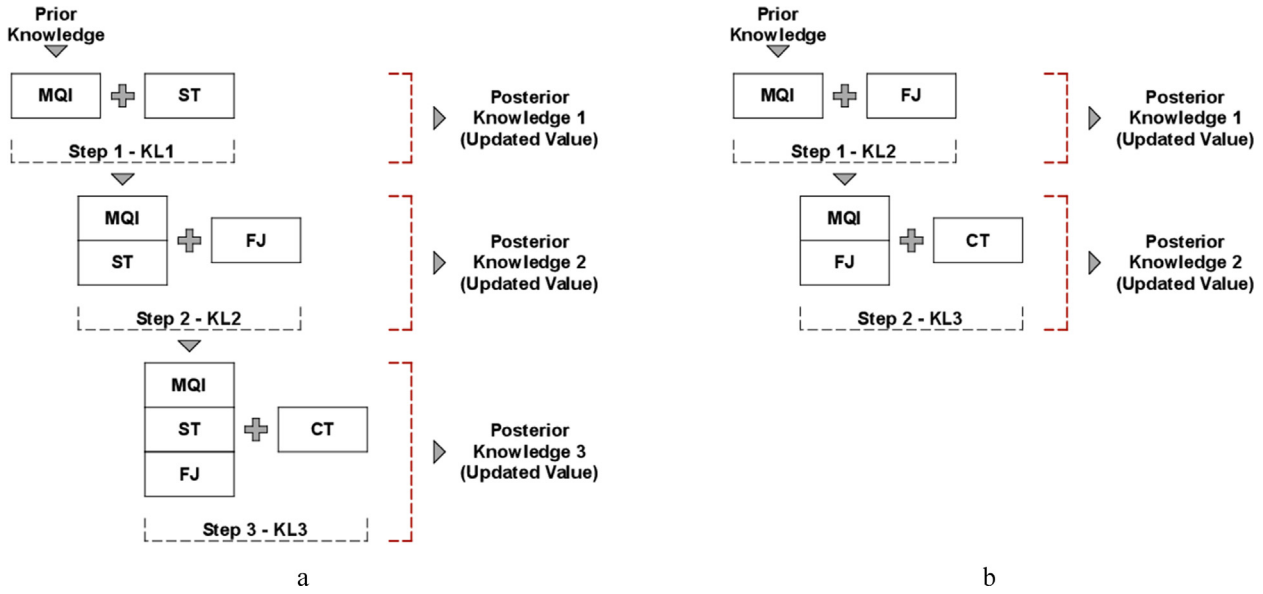 Prior
Knowledge
MQI
ST
Step 1 - KL1
Posterior
Knowledge 1
(Updated Value)
MQI
ST
FJ
Step 2 - KL2
Posterior
Knowledge 2
(Updated Value)
MQI
ST
FJ
CT
Step 3 - KL3
Posterior
Knowledge 3
(Updated Value)
a
Prior
Knowledge
MQI
FJ
Step 1 - KL2
Posterior
Knowledge 1
(Updated Value)
MQI
FJ
CT
Step 2 - KL3
Posterior
Knowledge 2
(Updated Value)
b